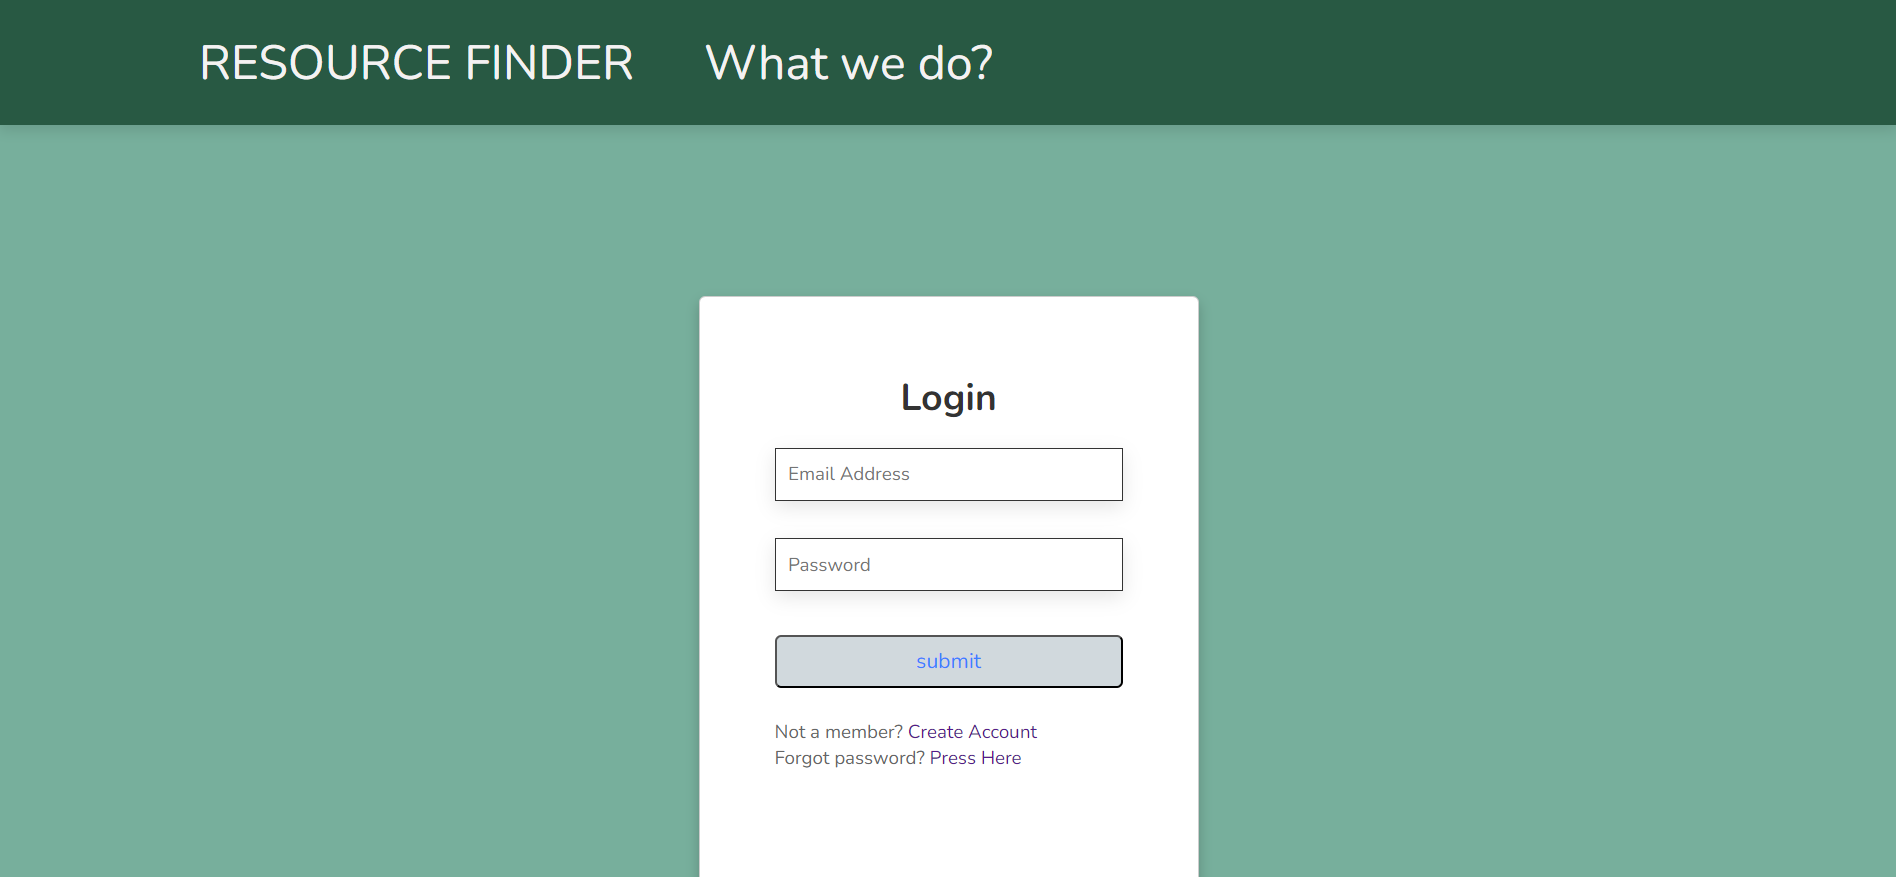 RESOURCE FINDER What we do?
Login
Email Address
Password
submit
Not a member? Create Account
Forgot password? Press Here